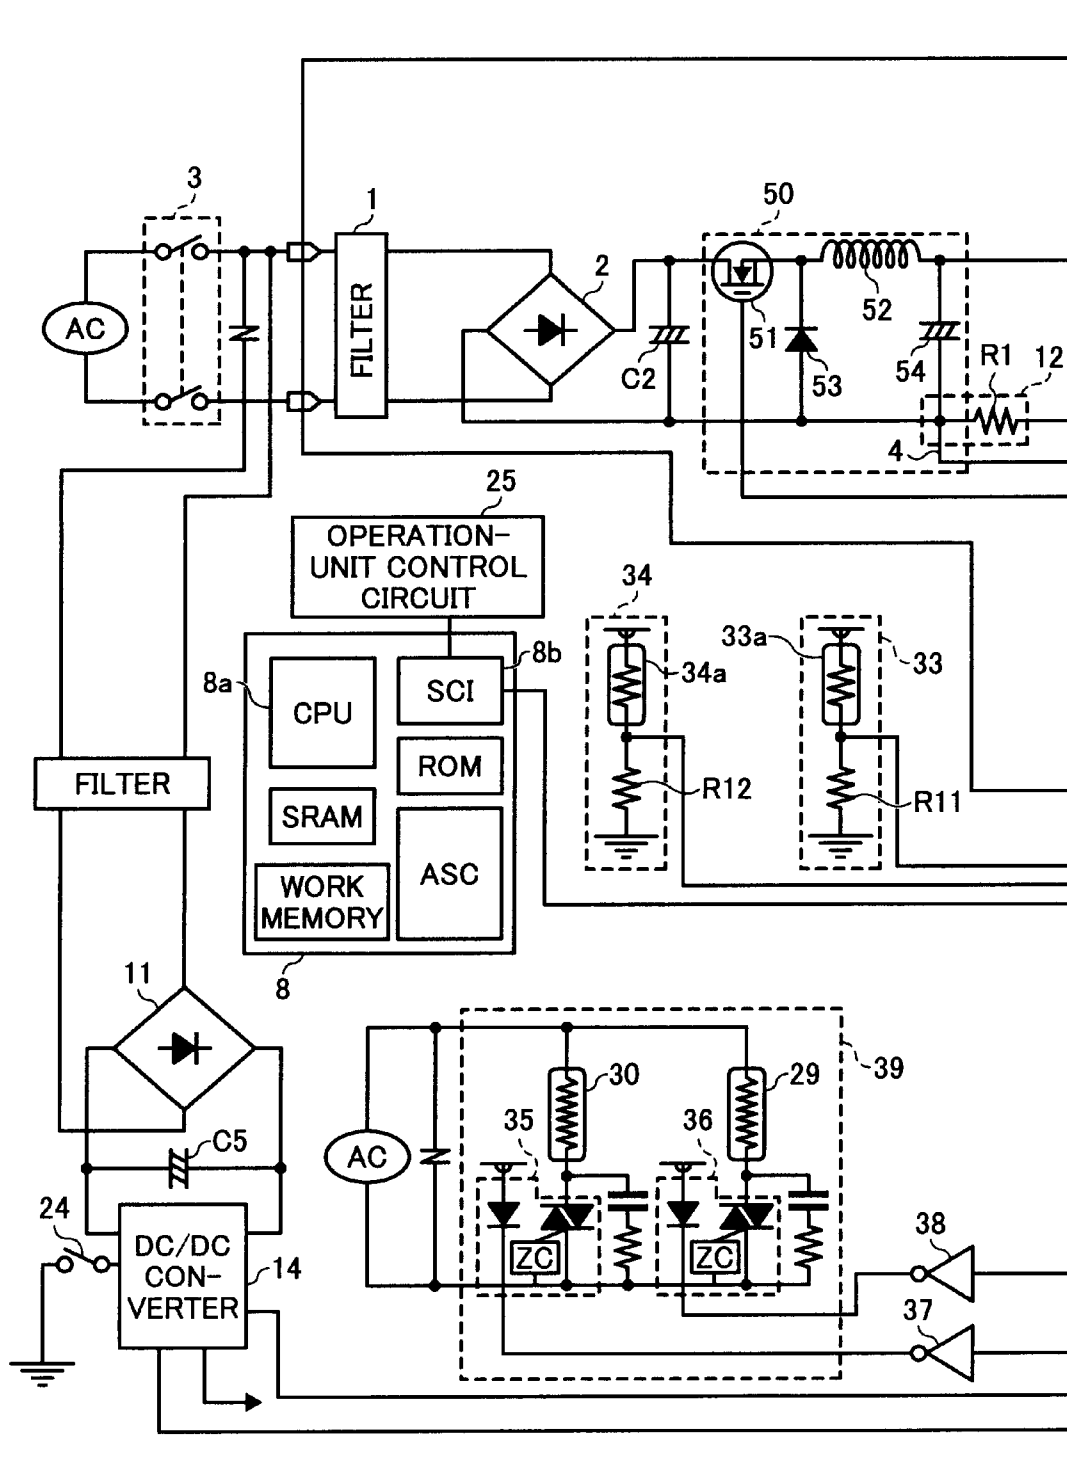 3
1
50
AC
FILTER
2
C2
51
52
53
54
R1
12
4
25
OPERATION-
UNIT CONTROL
CIRCUIT
8a
8b
CPU
SCI
ROM
SRAM
ASC
WORK
MEMORY
8
34
34a
R12
33a
33
R11
FILTER
11
C5
24
DC/DC
CON-
VERTER
14
39
AC
30
29
35
36
ZC
ZC
38
37